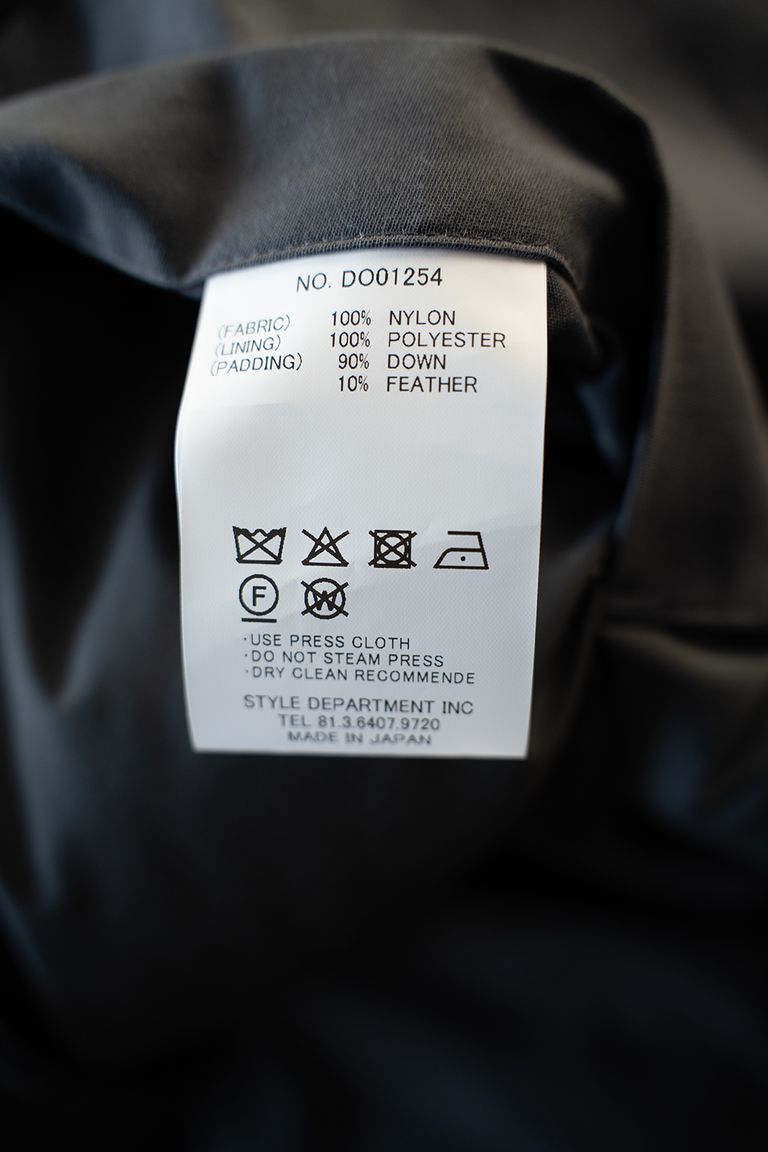 NO. DO01254
(FABRIC) 100% NYLON
(LINING) 100% POLYESTER
(PADDING) 90% DOWN
10% FEATHER
F W
·USE PRESS CLOTH
·DO NOT STEAM PRESS
·DRY CLEAN RECOMMENDE
STYLE DEPARTMENT INC
TEL 81.3.6407.9720
MADE IN JAPAN